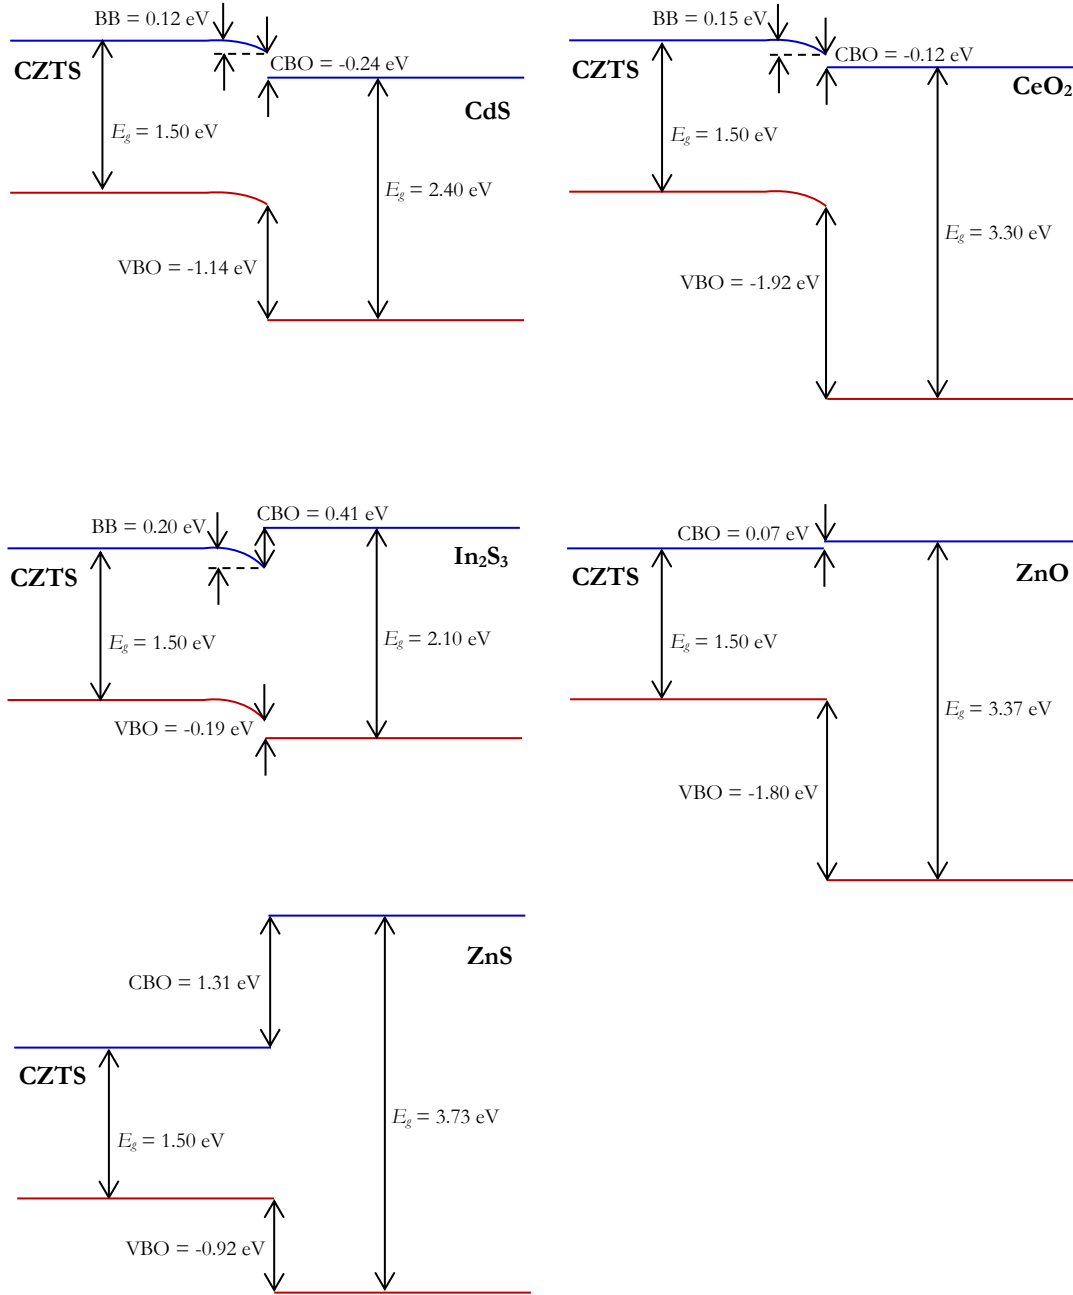 BB = 0.12 eV
CBO = -0.24 eV
CZTS
CdS
Eg = 1.50 eV
Eg = 2.40 eV
VBO = -1.14 eV
BB = 0.15 eV
CBO = -0.12 eV
CZTS
CeO₂
Eg = 1.50 eV
Eg = 3.30 eV
VBO = -1.92 eV
CBO = 0.41 eV
BB = 0.20 eV
In₂S₃
CZTS
Eg = 1.50 eV
Eg = 2.10 eV
VBO = -0.19 eV
CBO = 0.07 eV
CZTS
ZnO
Eg = 1.50 eV
Eg = 3.37 eV
VBO = -1.80 eV
ZnS
CBO = 1.31 eV
CZTS
Eg = 3.73 eV
Eg = 1.50 eV
VBO = -0.92 eV